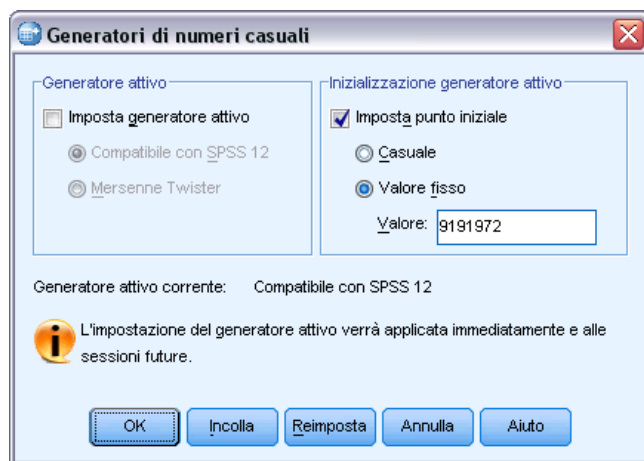 Generatori di numeri casuali
Generatore attivo
Imposta generatore attivo
Compatibile con SPSS 12
Mersenne Twister
Inizializzazione generatore attivo
Imposta punto iniziale
Casuale
Valore fisso
Valore: 9191972
Generatore attivo corrente: Compatibile con SPSS 12
L'impostazione del generatore attivo verrà applicata immediatamente e alle
sessioni future.
OK Incolla Reimposta Annulla Aiuto